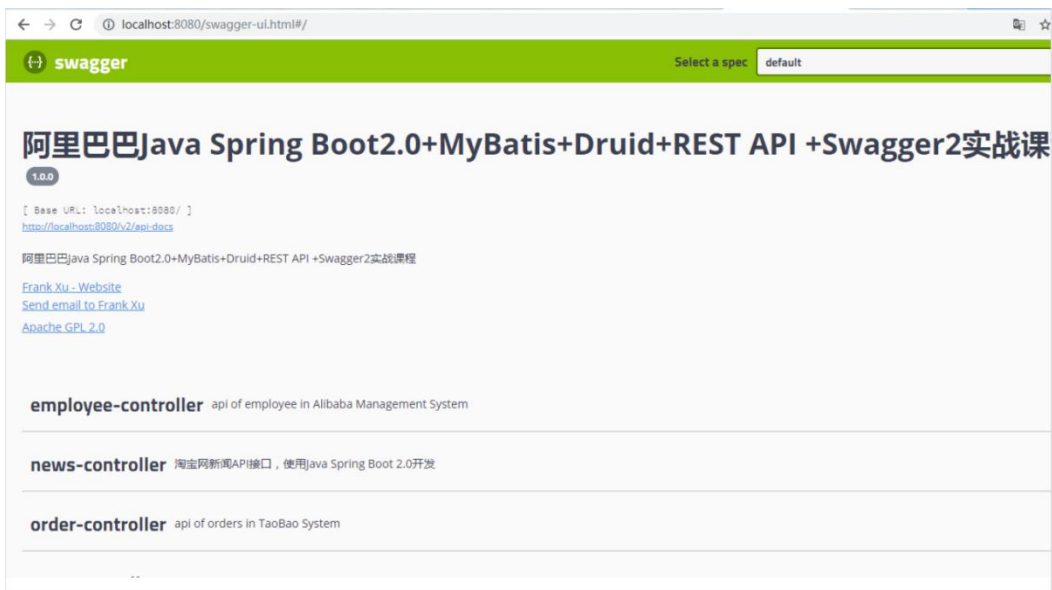 localhost:8080/swagger-ui.html#/
swagger
Select a spec default
阿里巴巴Java Spring Boot2.0+MyBatis+Druid+REST API +Swagger2实战课
1.0.0
[ Base URL: localhost:8080/ ]
http://localhost:8080/v2/api-docs
阿里巴巴Java Spring Boot2.0+MyBatis+Druid+REST API +Swagger2实战课程
Frank Xu - Website
Send email to Frank Xu
Apache GPL 2.0
employee-controller api of employee in Alibaba Management System
news-controller 淘宝网新闻API接口，使用Java Spring Boot 2.0开发
order-controller api of orders in TaoBao System